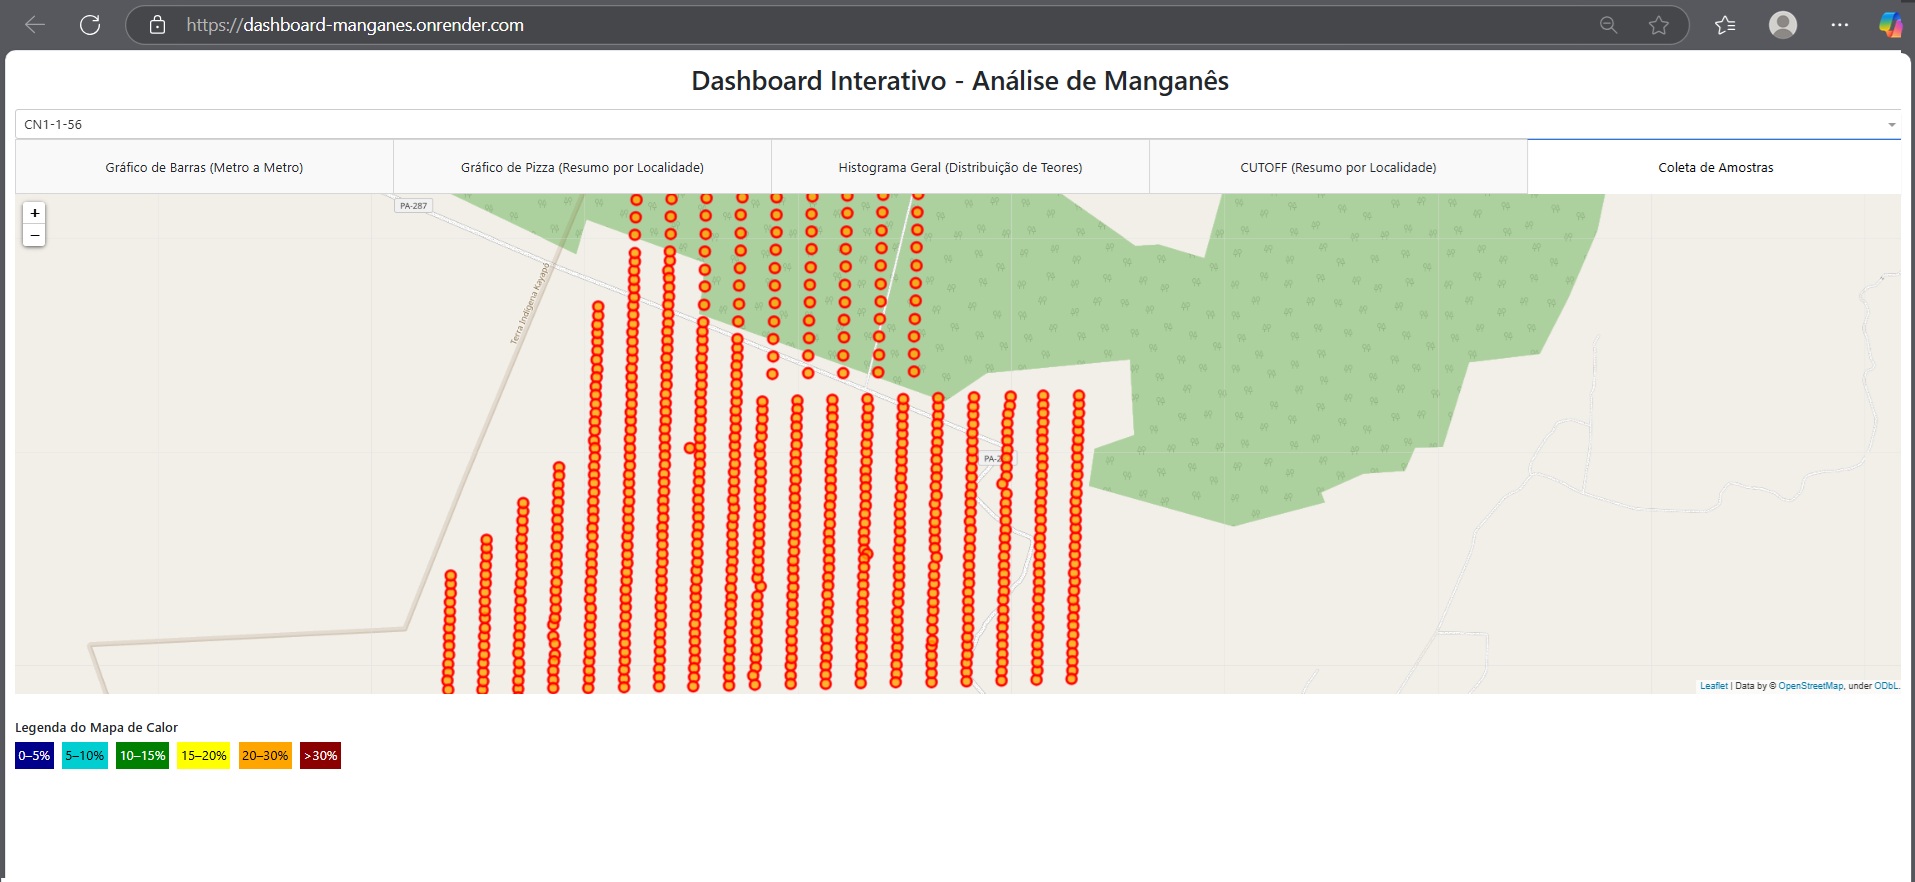 https://dashboard-manganes.onrender.com
Dashboard Interativo - Análise de Manganês
CN1-1-56
Gráfico de Barras (Metro a Metro)
Gráfico de Pizza (Resumo por Localidade)
Histograma Geral (Distribuição de Teores)
CUTOFF (Resumo por Localidade)
Coleta de Amostras
+
−
PA-287
Terra Indígena Kayapó
Leaflet | Data by © OpenStreetMap, under ODbL.
Legenda do Mapa de Calor
0–5% 5–10% 10–15% 15–20% 20–30% >30%